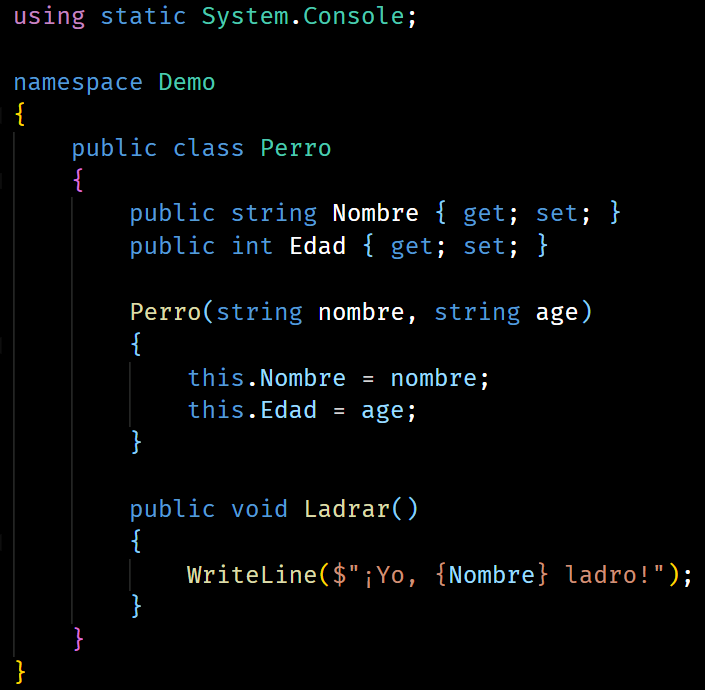 using static System.Console;

namespace Demo
{
    public class Perro
    {
        public string Nombre { get; set; }
        public int Edad { get; set; }

        Perro(string nombre, string age)
        {
            this.Nombre = nombre;
            this.Edad = age;
        }

        public void Ladrar()
        {
            WriteLine($"¡Yo, {Nombre} ladro!");
        }
    }
}